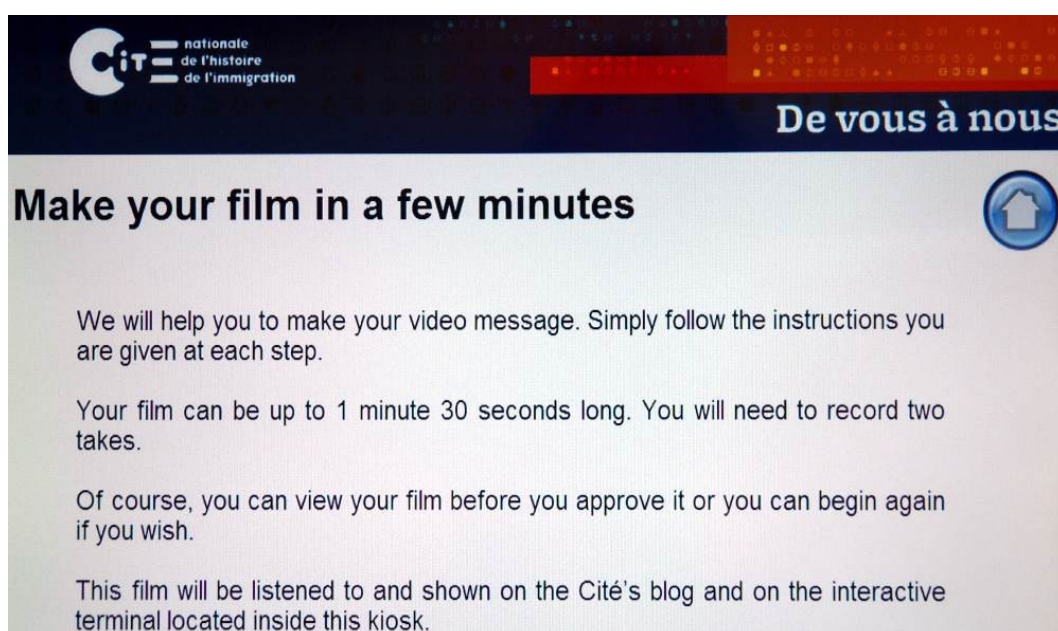 CiTE
nationale
de l'histoire
de l'immigration
De vous à nous
Make your film in a few minutes
We will help you to make your video message. Simply follow the instructions you
are given at each step.
Your film can be up to 1 minute 30 seconds long. You will need to record two
takes.
Of course, you can view your film before you approve it or you can begin again
if you wish.
This film will be listened to and shown on the Cité's blog and on the interactive
terminal located inside this kiosk.